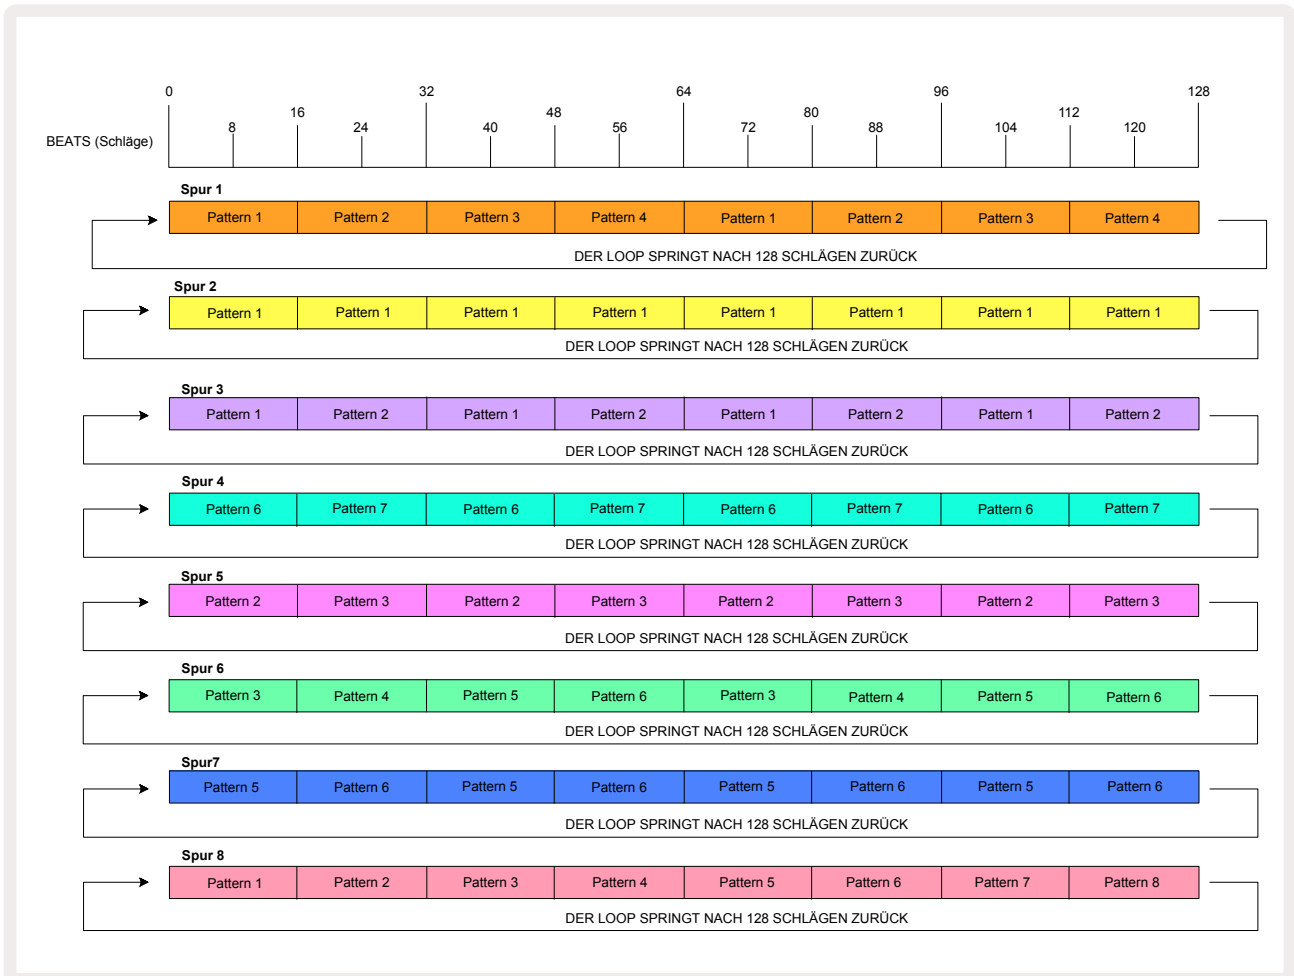 0 32 64 96 128
16 48 80 112
8 24 40 56 72 88 104 120
BEATS (Schläge)
Spur 1
Pattern 1 Pattern 2 Pattern 3 Pattern 4 Pattern 1 Pattern 2 Pattern 3 Pattern 4
DER LOOP SPRINGT NACH 128 SCHLÄGEN ZURÜCK
Spur 2
Pattern 1 Pattern 1 Pattern 1 Pattern 1 Pattern 1 Pattern 1 Pattern 1 Pattern 1
DER LOOP SPRINGT NACH 128 SCHLÄGEN ZURÜCK
Spur 3
Pattern 1 Pattern 2 Pattern 1 Pattern 2 Pattern 1 Pattern 2 Pattern 1 Pattern 2
DER LOOP SPRINGT NACH 128 SCHLÄGEN ZURÜCK
Spur 4
Pattern 6 Pattern 7 Pattern 6 Pattern 7 Pattern 6 Pattern 7 Pattern 6 Pattern 7
DER LOOP SPRINGT NACH 128 SCHLÄGEN ZURÜCK
Spur 5
Pattern 2 Pattern 3 Pattern 2 Pattern 3 Pattern 2 Pattern 3 Pattern 2 Pattern 3
DER LOOP SPRINGT NACH 128 SCHLÄGEN ZURÜCK
Spur 6
Pattern 3 Pattern 4 Pattern 5 Pattern 6 Pattern 3 Pattern 4 Pattern 5 Pattern 6
DER LOOP SPRINGT NACH 128 SCHLÄGEN ZURÜCK
Spur7
Pattern 5 Pattern 6 Pattern 5 Pattern 6 Pattern 5 Pattern 6 Pattern 5 Pattern 6
DER LOOP SPRINGT NACH 128 SCHLÄGEN ZURÜCK
Spur 8
Pattern 1 Pattern 2 Pattern 3 Pattern 4 Pattern 5 Pattern 6 Pattern 7 Pattern 8
DER LOOP SPRINGT NACH 128 SCHLÄGEN ZURÜCK